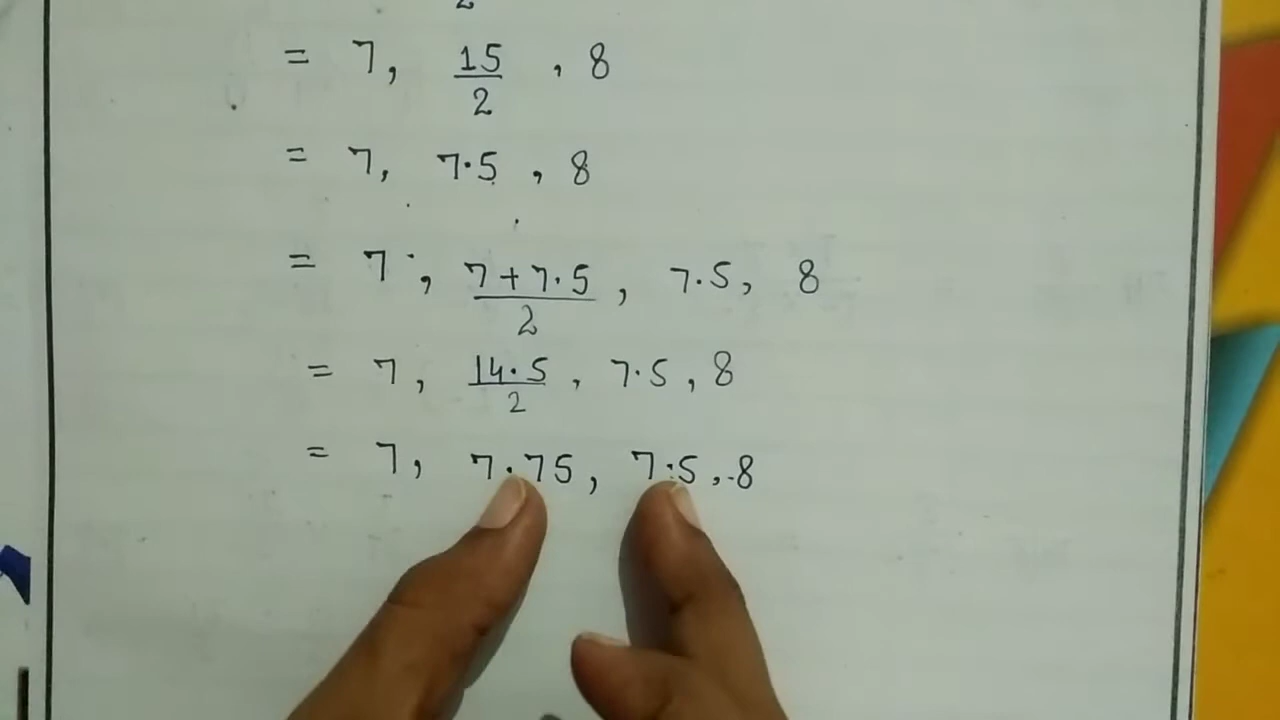 2
= 7, 15/2, 8
= 7, 7.5, 8
= 7, 7+7.5/2, 7.5, 8
= 7, 14.5/2, 7.5, 8
= 7, 7.75, 7.5, 8